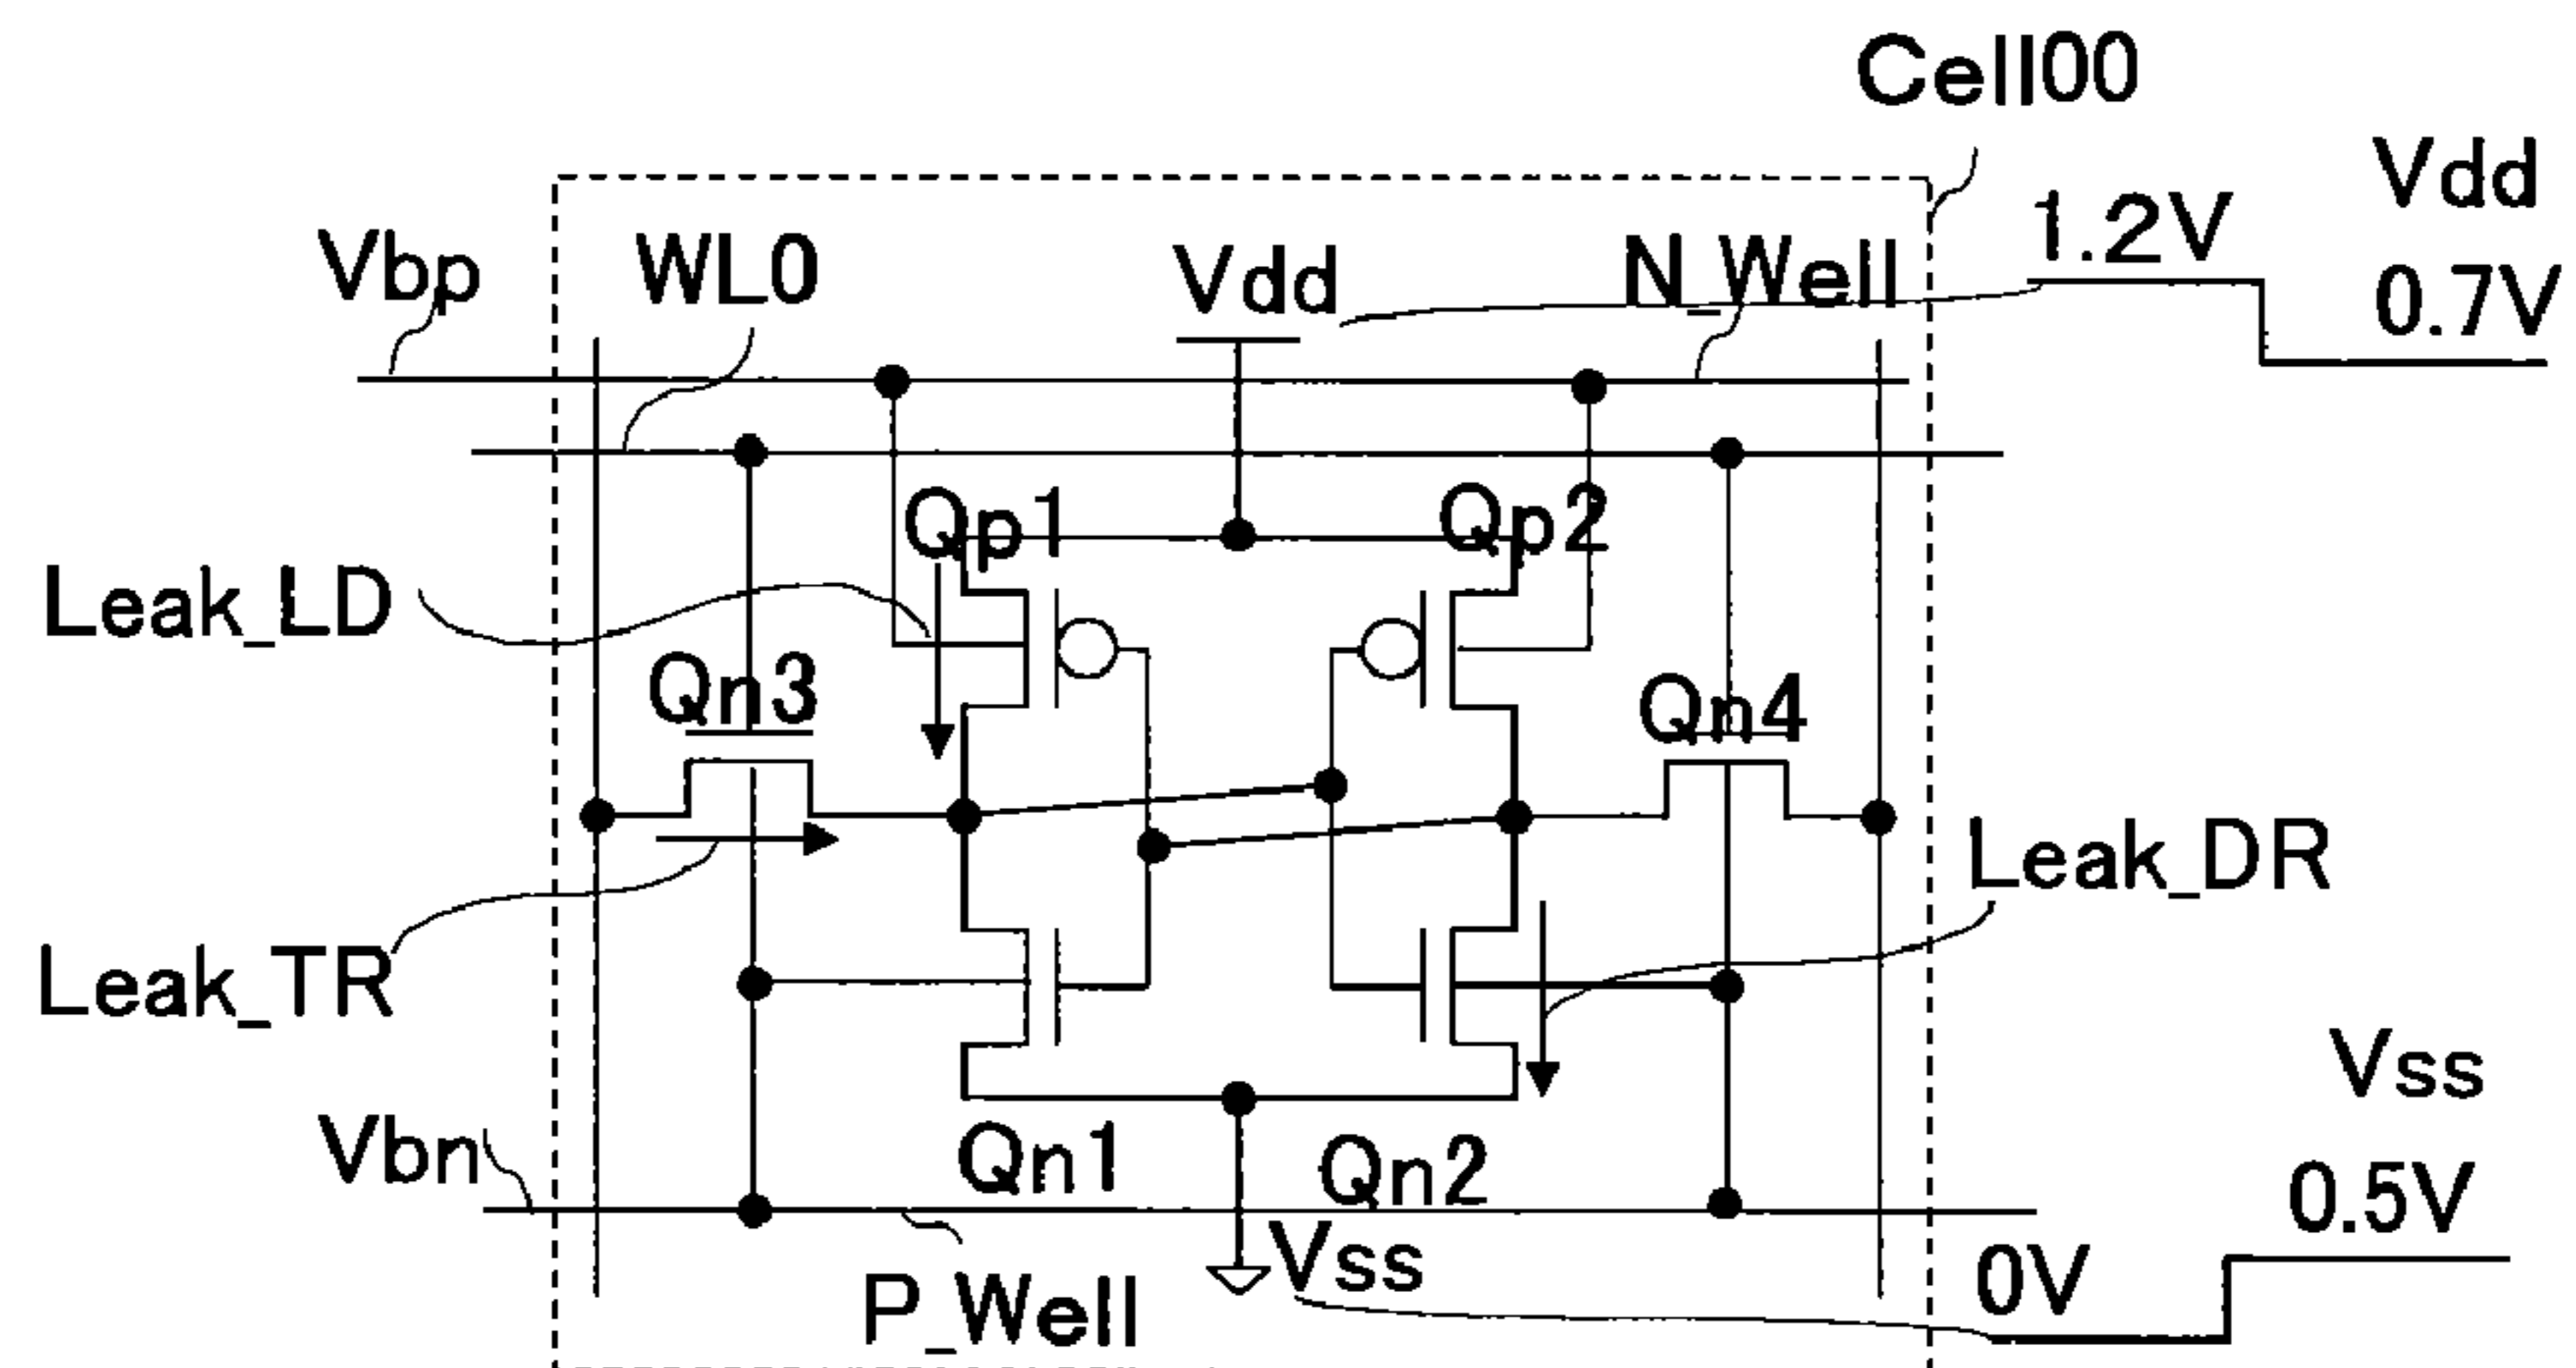 Cell00
Vdd
1.2V
0.7V
Vbp
WL0
Vdd
N_Well
Qp1
Qp2
Leak_LD
Qn3
Qn4
Leak_DR
Leak_TR
Vss
0.5V
0V
Vbn
Qn1
Qn2
Vss
P_Well